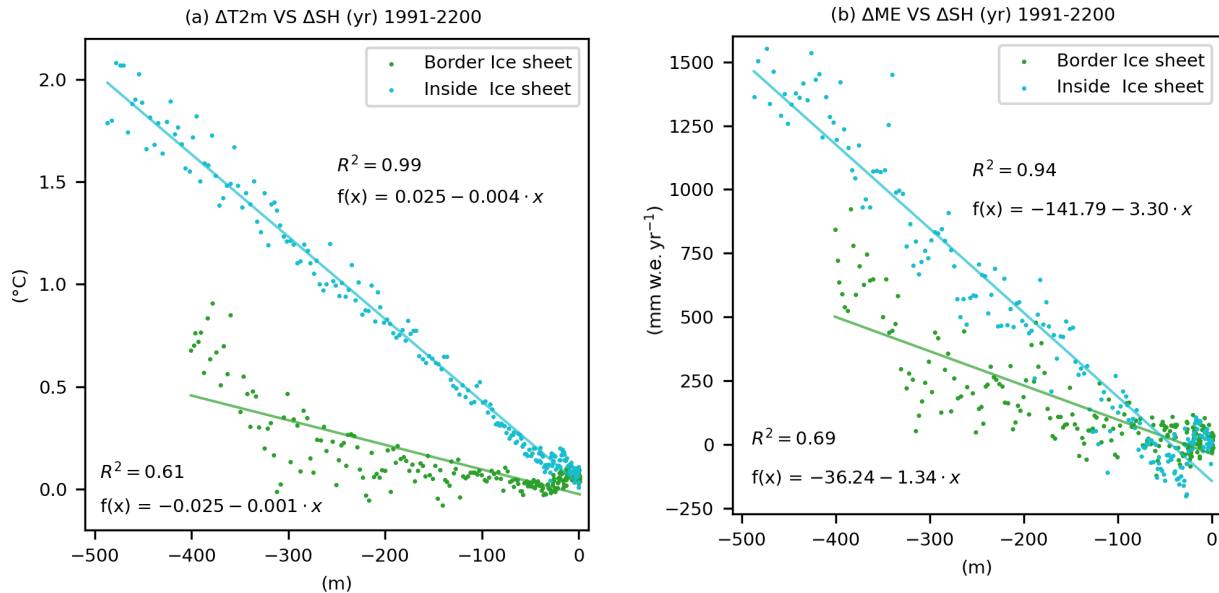 (a) ΔT2m VS ΔSH (yr) 1991-2200
2.0
1.5
1.0
0.5
0.0
(°C)
Border Ice sheet
Inside  Ice sheet
R² = 0.99
f(x) = 0.025 − 0.004 · x
R² = 0.61
f(x) = −0.025 − 0.001 · x
−500 −400 −300 −200 −100 0
(m)
(b) ΔME VS ΔSH (yr) 1991-2200
1500
1250
1000
750
500
250
0
−250
(mm w.e. yr⁻¹)
Border Ice sheet
Inside  Ice sheet
R² = 0.94
f(x) = −141.79 − 3.30 · x
R² = 0.69
f(x) = −36.24 − 1.34 · x
−500 −400 −300 −200 −100 0
(m)